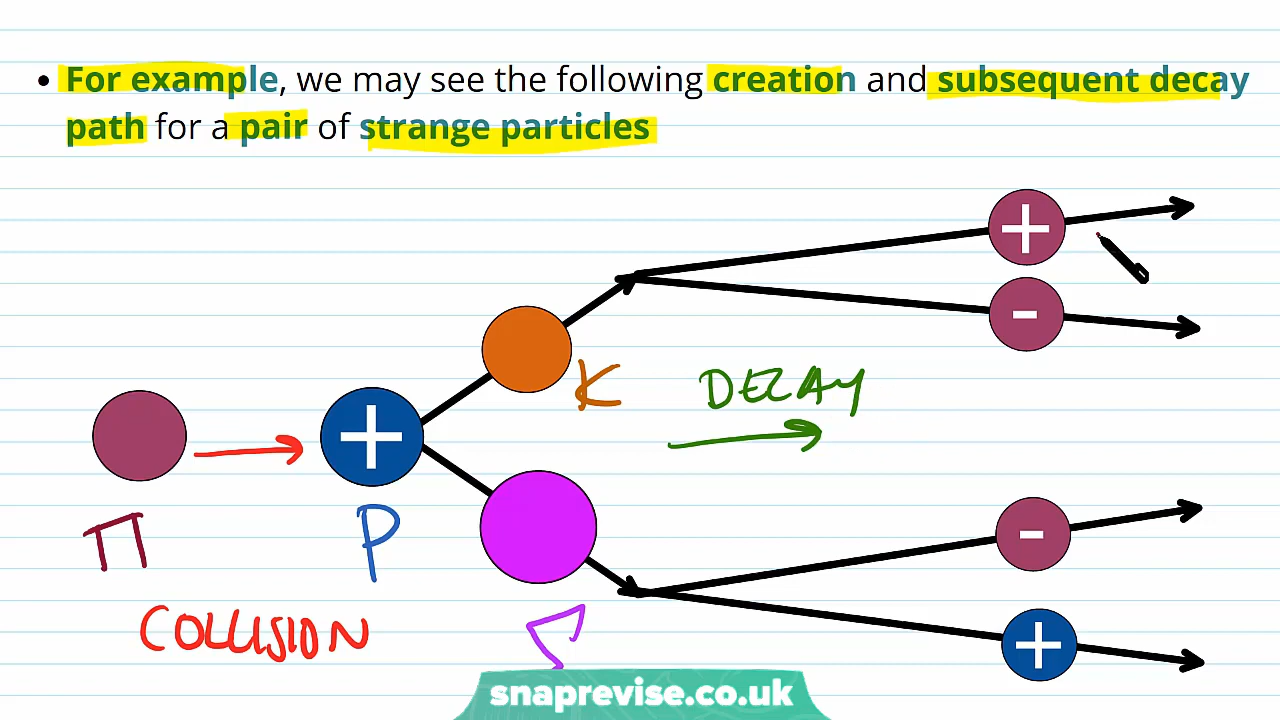 • For example, we may see the following creation and subsequent decay
path for a pair of strange particles
+
-
K
DECAY
+
π
P
-
COLLISION
Σ
+
snaprevise.co.uk